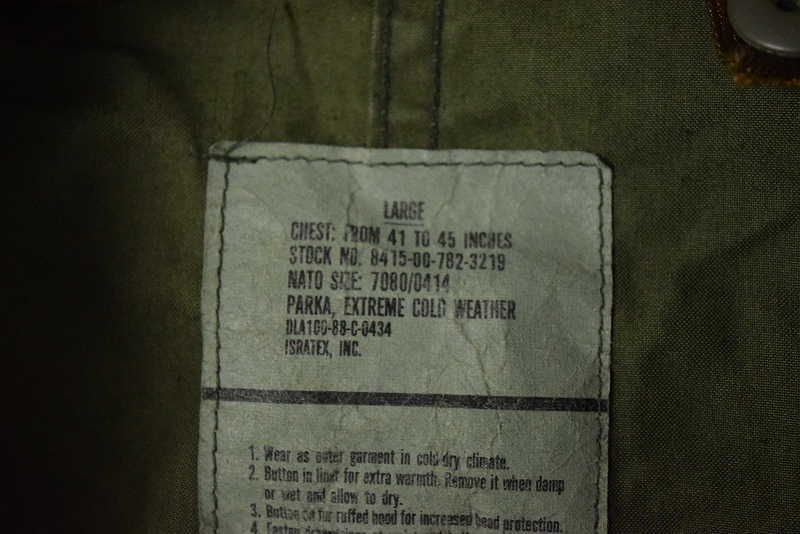 LARGE
CHEST: FROM 41 TO 45 INCHES
STOCK NO. 8415-00-782-3219
NATO SIZE: 7080/0414
PARKA, EXTREME COLD WEATHER
DLA100-88-C-0434
ISRATEX, INC.
1. Wear as outer garment in cold dry climate.
2. Button in liner for extra warmth. Remove it when damp
or wet and allow to dry.
3. Button on fur ruffed hood for increased head protection.
4. Fasten